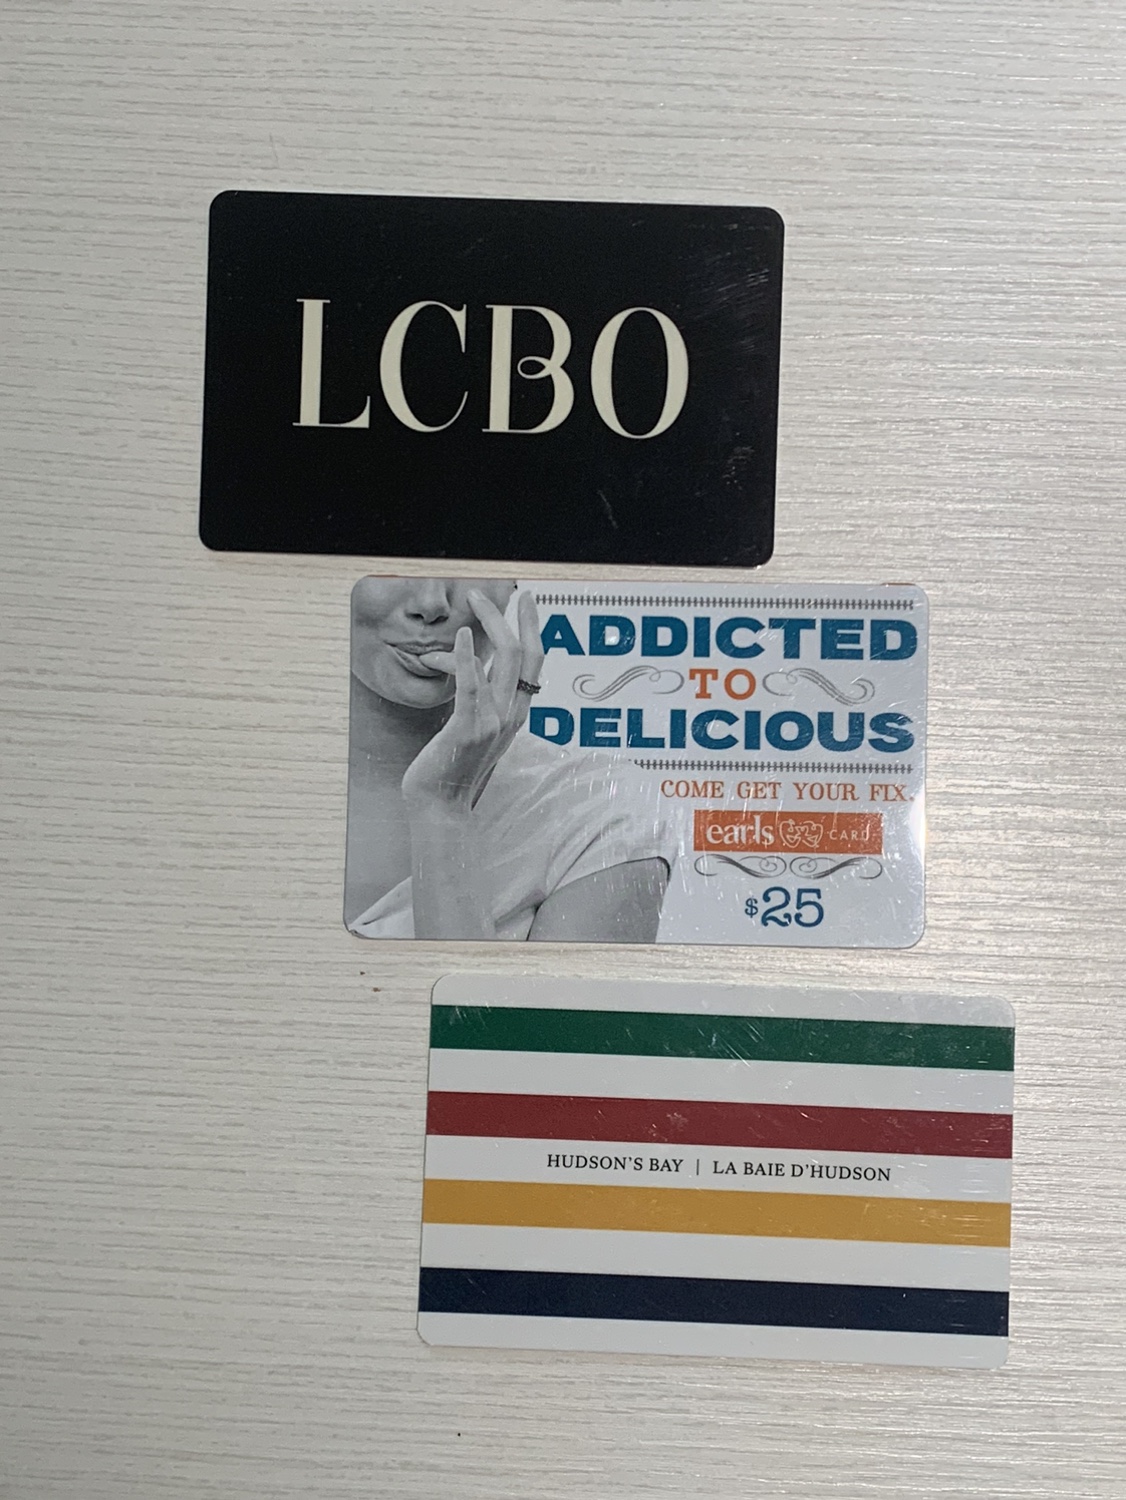 LCBO
ADDICTED
TO
DELICIOUS
COME GET YOUR FIX.
earls CARD
$25
HUDSON'S BAY | LA BAIE D'HUDSON